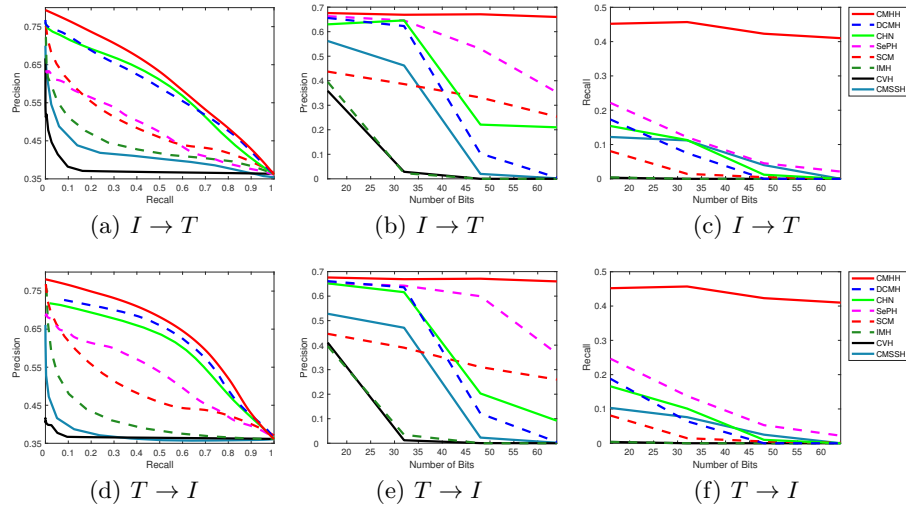 0.75
0.65
0.55
0.45
0.35
Precision
0.1 0.2 0.3 0.4 0.5 0.6 0.7 0.8 0.9 1
Recall
(a) I → T
0.7
0.6
0.5
0.4
0.3
0.2
0.1
0
Precision
20 25 30 35 40 45 50 55 60
Number of Bits
(b) I → T
0.5
0.4
0.3
0.2
0.1
0
Recall
20 25 30 35 40 45 50 55 60
Number of Bits
(c) I → T
CMHH
DCMH
CHN
SePH
SCM
IMH
CVH
CMSSH
0.75
0.65
0.55
0.45
0.35
Precision
0.1 0.2 0.3 0.4 0.5 0.6 0.7 0.8 0.9 1
Recall
(d) T → I
0.7
0.6
0.5
0.4
0.3
0.2
0.1
0
Precision
20 25 30 35 40 45 50 55 60
Number of Bits
(e) T → I
0.5
0.4
0.3
0.2
0.1
0
Recall
20 25 30 35 40 45 50 55 60
Number of Bits
(f) T → I
CMHH
DCMH
CHN
SePH
SCM
IMH
CVH
CMSSH